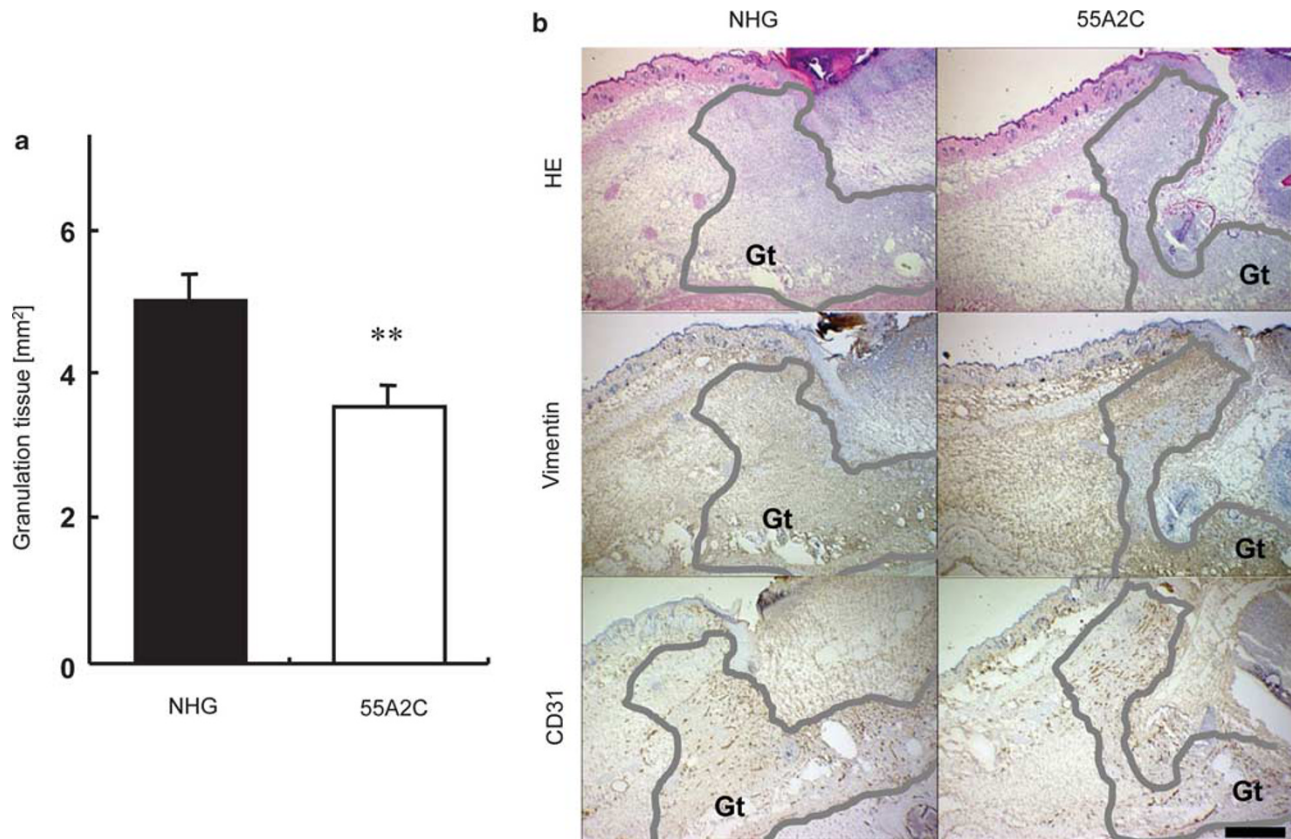 a
Granulation tissue [mm²]
6
4
2
0
**
NHG
55A2C
b
NHG
55A2C
HE
Gt
Gt
Vimentin
Gt
Gt
CD31
Gt
Gt